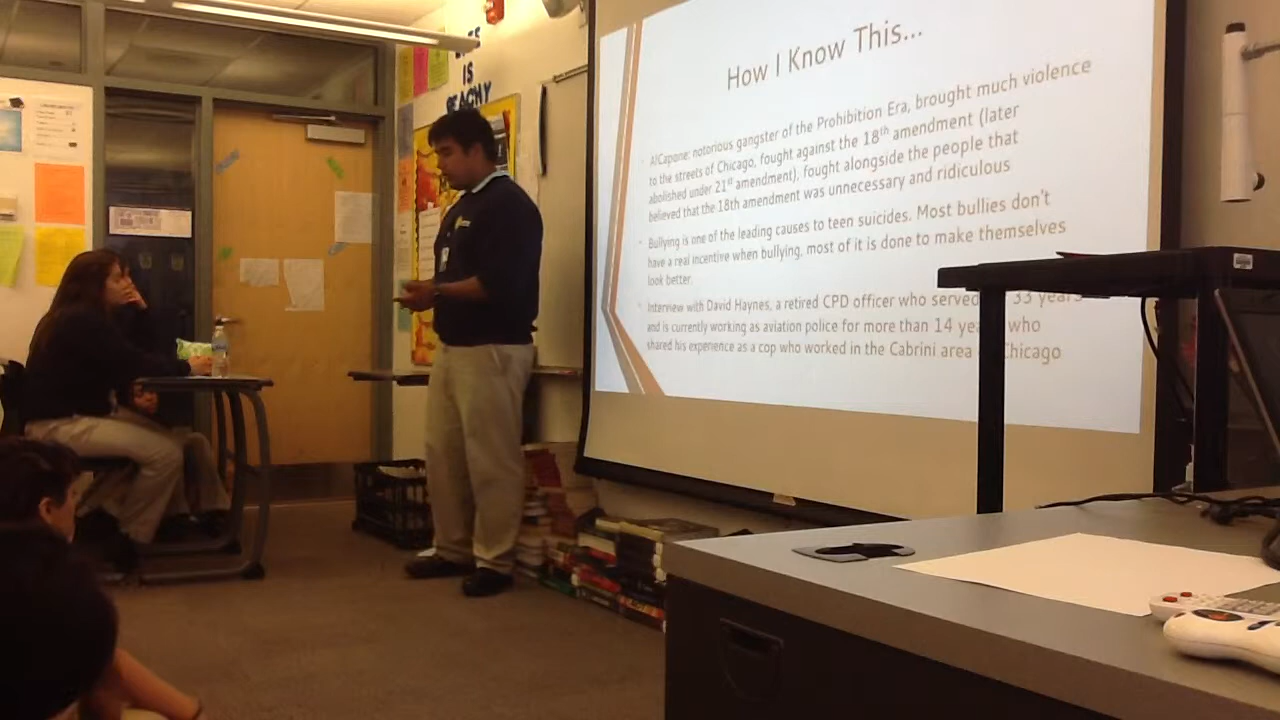 LIFE
IS
PEACHY
How I Know This...
AlCapone: notorious gangster of the Prohibition Era, brought much violence
to the streets of Chicago, fought against the 18th amendment (later
abolished under 21st amendment), fought alongside the people that
believed that the 18th amendment was unnecessary and ridiculous
Bullying is one of the leading causes to teen suicides. Most bullies don't
have a real incentive when bullying, most of it is done to make themselves
look better.
Interview with David Haynes, a retired CPD officer who served 33 years
and is currently working as aviation police for more than 14 years who
shared his experience as a cop who worked in the Cabrini area Chicago